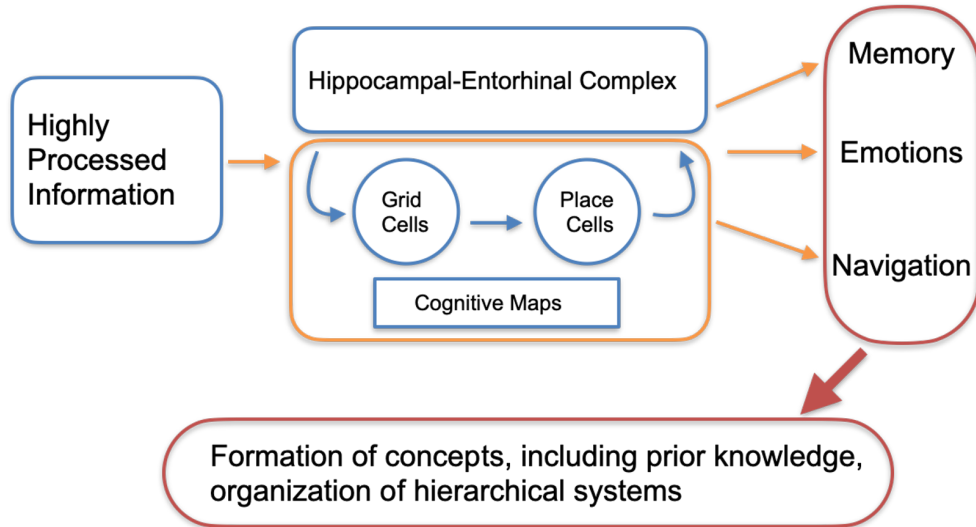 Highly
Processed
Information
Hippocampal-Entorhinal Complex
Grid
Cells
Place
Cells
Cognitive Maps
Memory
Emotions
Navigation
Formation of concepts, including prior knowledge,
organization of hierarchical systems